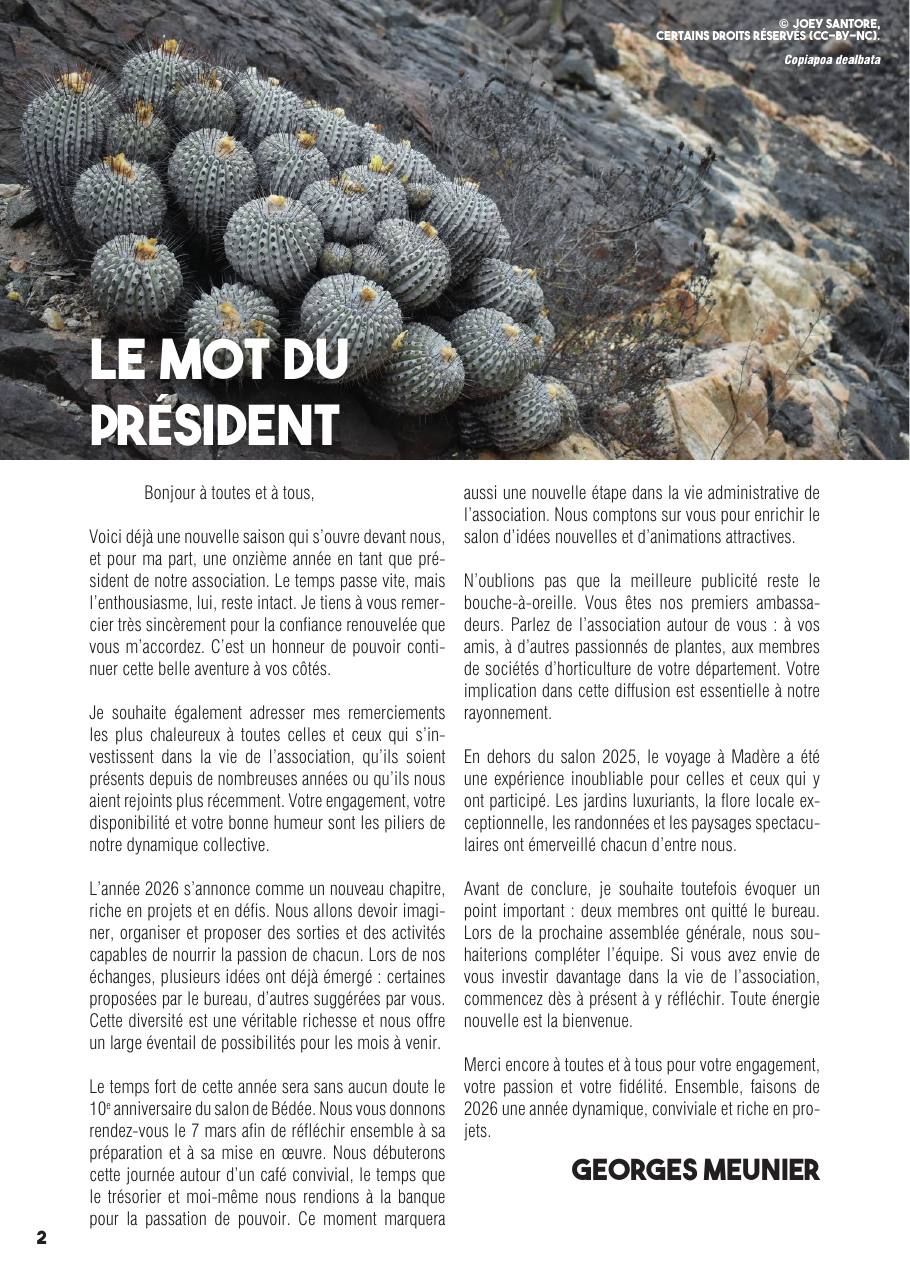 © JOEY SANTORE,
CERTAINS DROITS RÉSERVÉS (CC-BY-NC).
Copiapoa dealbata
LE MOT DU
PRÉSIDENT
Bonjour à toutes et à tous,
Voici déjà une nouvelle saison qui s'ouvre devant nous,
et pour ma part, une onzième année en tant que pré-
sident de notre association. Le temps passe vite, mais
l'enthousiasme, lui, reste intact. Je tiens à vous remer-
cier très sincèrement pour la confiance renouvelée que
vous m'accordez. C'est un honneur de pouvoir conti-
nuer cette belle aventure à vos côtés.
Je souhaite également adresser mes remerciements
les plus chaleureux à toutes celles et ceux qui s'in-
vestissent dans la vie de l'association, qu'ils soient
présents depuis de nombreuses années ou qu'ils nous
aient rejoints plus récemment. Votre engagement, votre
disponibilité et votre bonne humeur sont les piliers de
notre dynamique collective.
L'année 2026 s'annonce comme un nouveau chapitre,
riche en projets et en défis. Nous allons devoir imagi-
ner, organiser et proposer des sorties et des activités
capables de nourrir la passion de chacun. Lors de nos
échanges, plusieurs idées ont déjà émergé : certaines
proposées par le bureau, d'autres suggérées par vous.
Cette diversité est une véritable richesse et nous offre
un large éventail de possibilités pour les mois à venir.
Le temps fort de cette année sera sans aucun doute le
10e anniversaire du salon de Bédée. Nous vous donnons
rendez-vous le 7 mars afin de réfléchir ensemble à sa
préparation et à sa mise en œuvre. Nous débuterons
cette journée autour d'un café convivial, le temps que
le trésorier et moi-même nous rendions à la banque
pour la passation de pouvoir. Ce moment marquera
aussi une nouvelle étape dans la vie administrative de
l'association. Nous comptons sur vous pour enrichir le
salon d'idées nouvelles et d'animations attractives.
N'oublions pas que la meilleure publicité reste le
bouche-à-oreille. Vous êtes nos premiers ambassa-
deurs. Parlez de l'association autour de vous : à vos
amis, à d'autres passionnés de plantes, aux membres
de sociétés d'horticulture de votre département. Votre
implication dans cette diffusion est essentielle à notre
rayonnement.
En dehors du salon 2025, le voyage à Madère a été
une expérience inoubliable pour celles et ceux qui y
ont participé. Les jardins luxuriants, la flore locale ex-
ceptionnelle, les randonnées et les paysages spectacu-
laires ont émerveillé chacun d'entre nous.
Avant de conclure, je souhaite toutefois évoquer un
point important : deux membres ont quitté le bureau.
Lors de la prochaine assemblée générale, nous sou-
haiterions compléter l'équipe. Si vous avez envie de
vous investir davantage dans la vie de l'association,
commencez dès à présent à y réfléchir. Toute énergie
nouvelle est la bienvenue.
Merci encore à toutes et à tous pour votre engagement,
votre passion et votre fidélité. Ensemble, faisons de
2026 une année dynamique, conviviale et riche en pro-
jets.
GEORGES MEUNIER
2